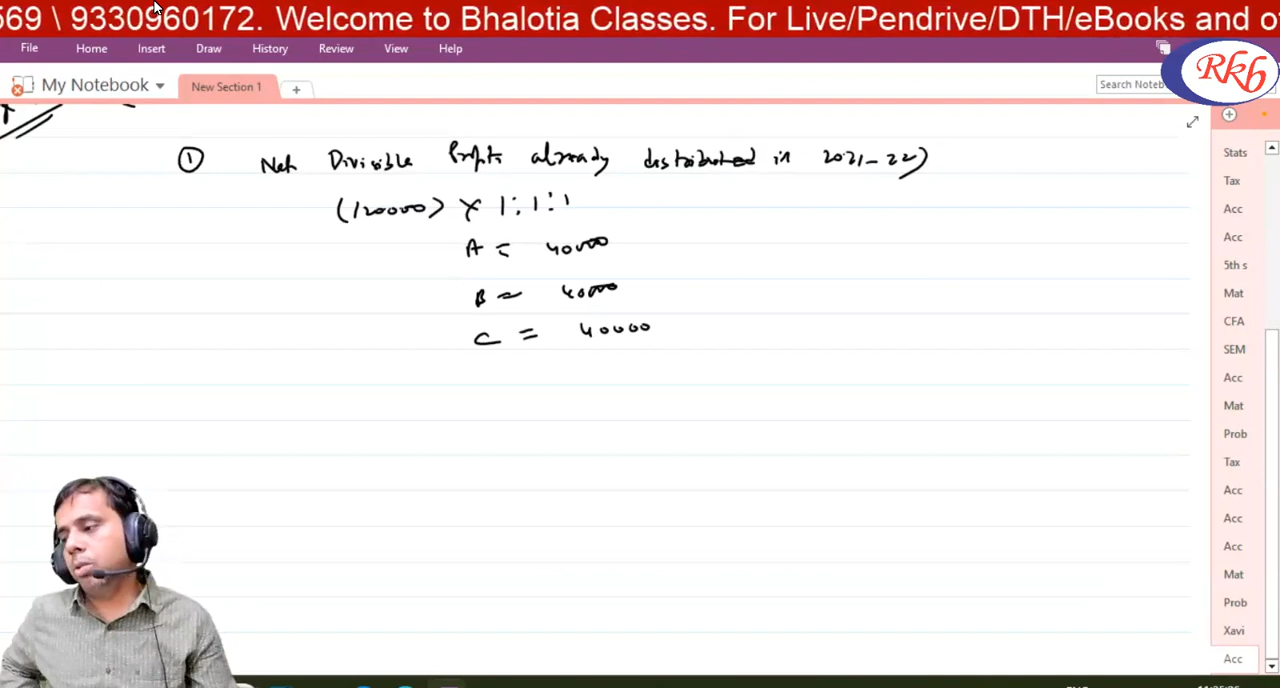 569 \ 9330960172. Welcome to Bhalotia Classes. For Live/Pendrive/DTH/eBooks and o
File Home Insert Draw History Review View Help
My Notebook New Section 1 +
Search Noteb
RKb
① Net Divisible Profits already distributed in 2021-22)
(120000) X 1:1:1
A = 40000
B = 40000
C = 40000
Stats
Tax
Acc
Acc
5th s
Mat
CFA
SEM
Acc
Mat
Prob
Tax
Acc
Acc
Acc
Mat
Prob
Xavi
Acc